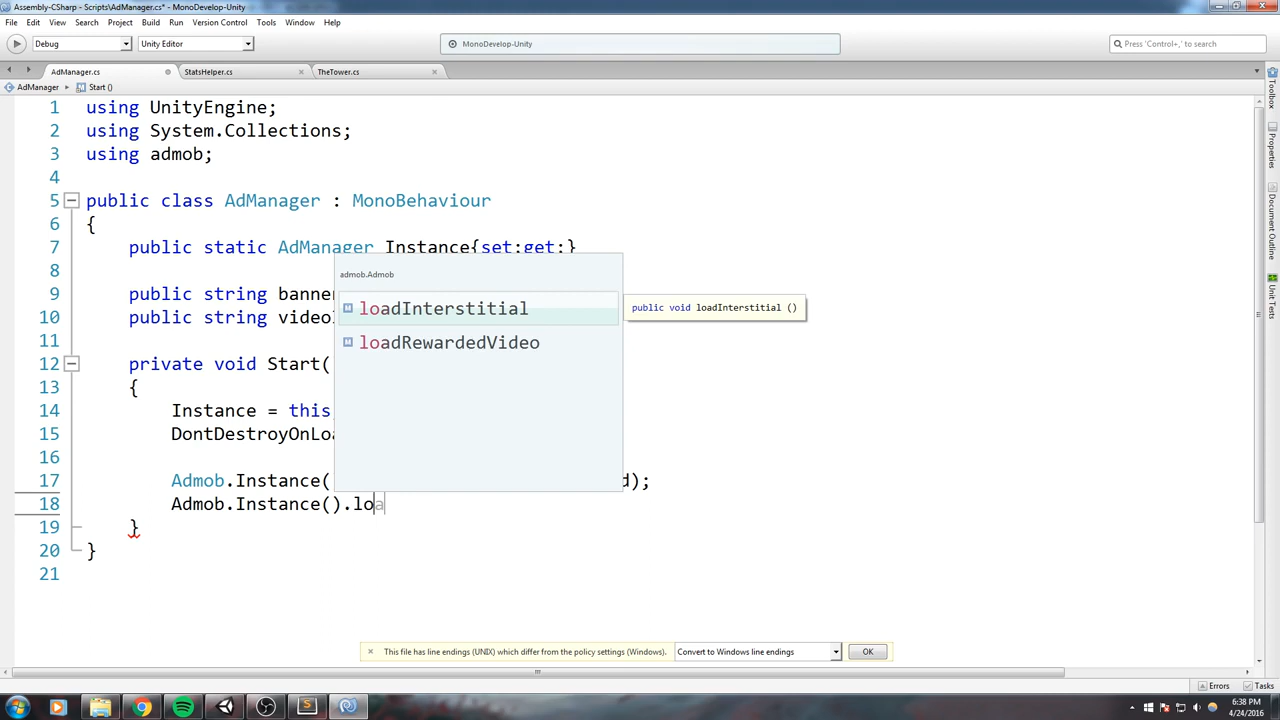 Assembly-CSharp - Scripts\AdManager.cs* - MonoDevelop-Unity
File Edit View Search Project Build Run Version Control Tools Window Help
Debug Unity Editor MonoDevelop-Unity Press 'Control+,' to search
AdManager.cs StatsHelper.cs TheTower.cs
AdManager Start ()
1 using UnityEngine;
2 using System.Collections;
3 using admob;
4
5 public class AdManager : MonoBehaviour
6 {
7 public static AdManager Instance{set;get;}
8
admob.Admob
9 public string banner
loadInterstitial public void loadInterstitial ()
10 public string video
11 loadRewardedVideo
12 private void Start(
13 {
14 Instance = this
15 DontDestroyOnLoa
16
17 Admob.Instance( d);
18 Admob.Instance().loa
19 }
20 }
21
This file has line endings (UNIX) which differ from the policy settings (Windows). Convert to Windows line endings OK
Errors Tasks
Toolbox
Properties
Document Outline
Unit Tests
6:38 PM
4/24/2016